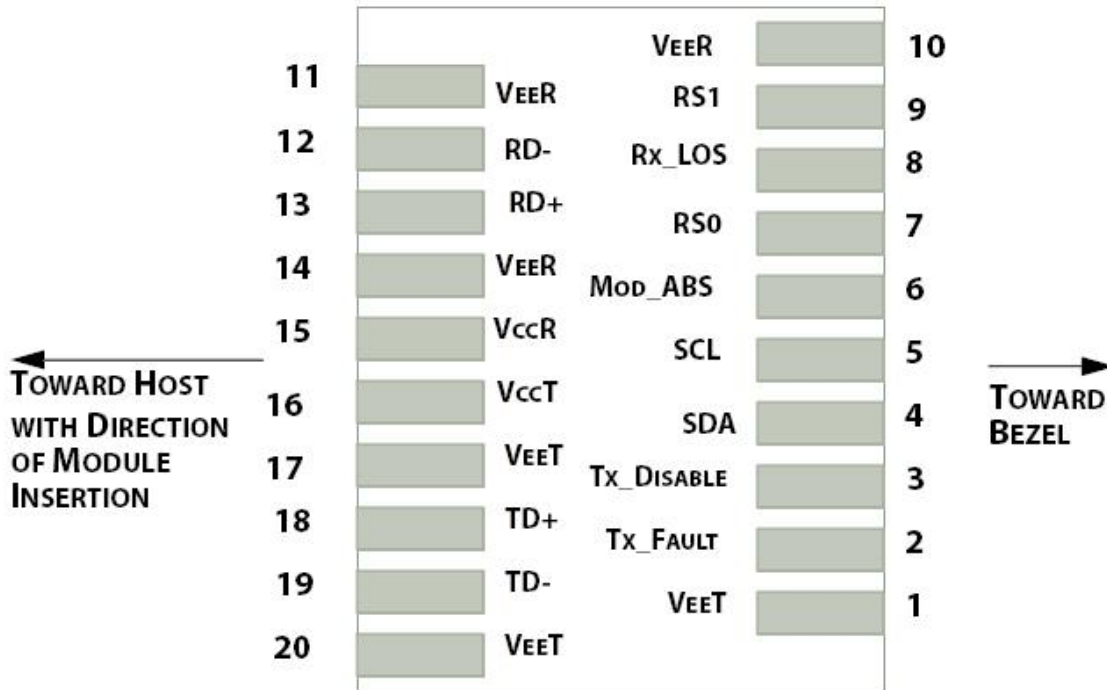 VEER 10
11 VEER
RS1 9
12 RD-
RX_LOS 8
13 RD+
RS0 7
14 VEER
MOD_ABS 6
15 VCCR
SCL 5
TOWARD HOST
WITH DIRECTION
OF MODULE
INSERTION
16 VCCT
TOWARD
BEZEL
SDA 4
17 VEET
TX_DISABLE 3
18 TD+
TX_FAULT 2
19 TD-
VEET 1
20 VEET